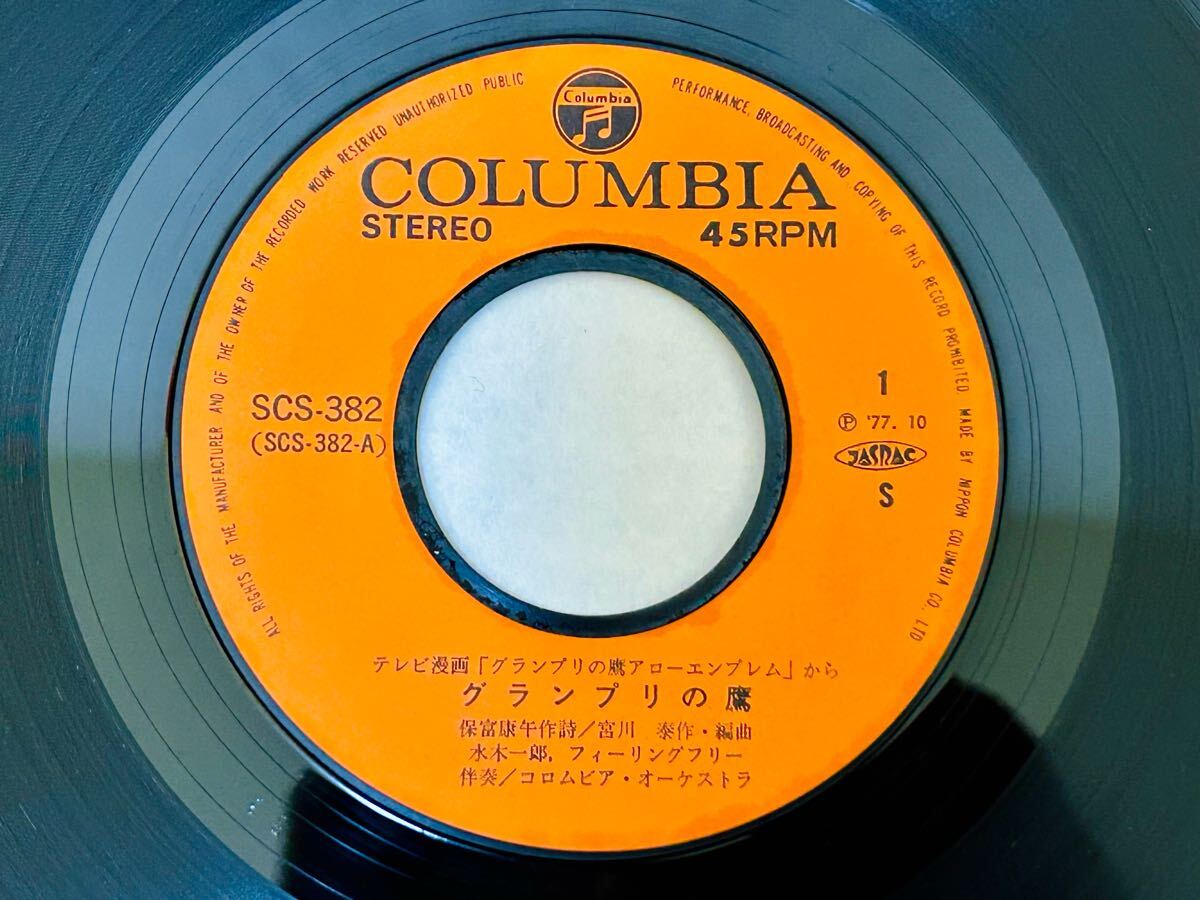 ALL RIGHTS OF THE MANUFACTURER AND OF THE OWNER OF THE RECORDED WORK RESERVED UNAUTHORIZED PUBLIC PERFORMANCE, BROADCASTING AND COPYING OF THIS RECORD PROHIBITED. MADE BY NIPPON COLUMBIA CO., LTD
Columbia
COLUMBIA
STEREO 45RPM
SCS-382
(SCS-382-A)
1
Ⓟ '77. 10
JASRAC
S
テレビ漫画「グランプリの鷹アローエンブレム」から
グランプリの鷹
保富康午作詩/宮川 泰作・編曲
水木一郎, フィーリングフリー
伴奏/コロムビア・オーケストラ